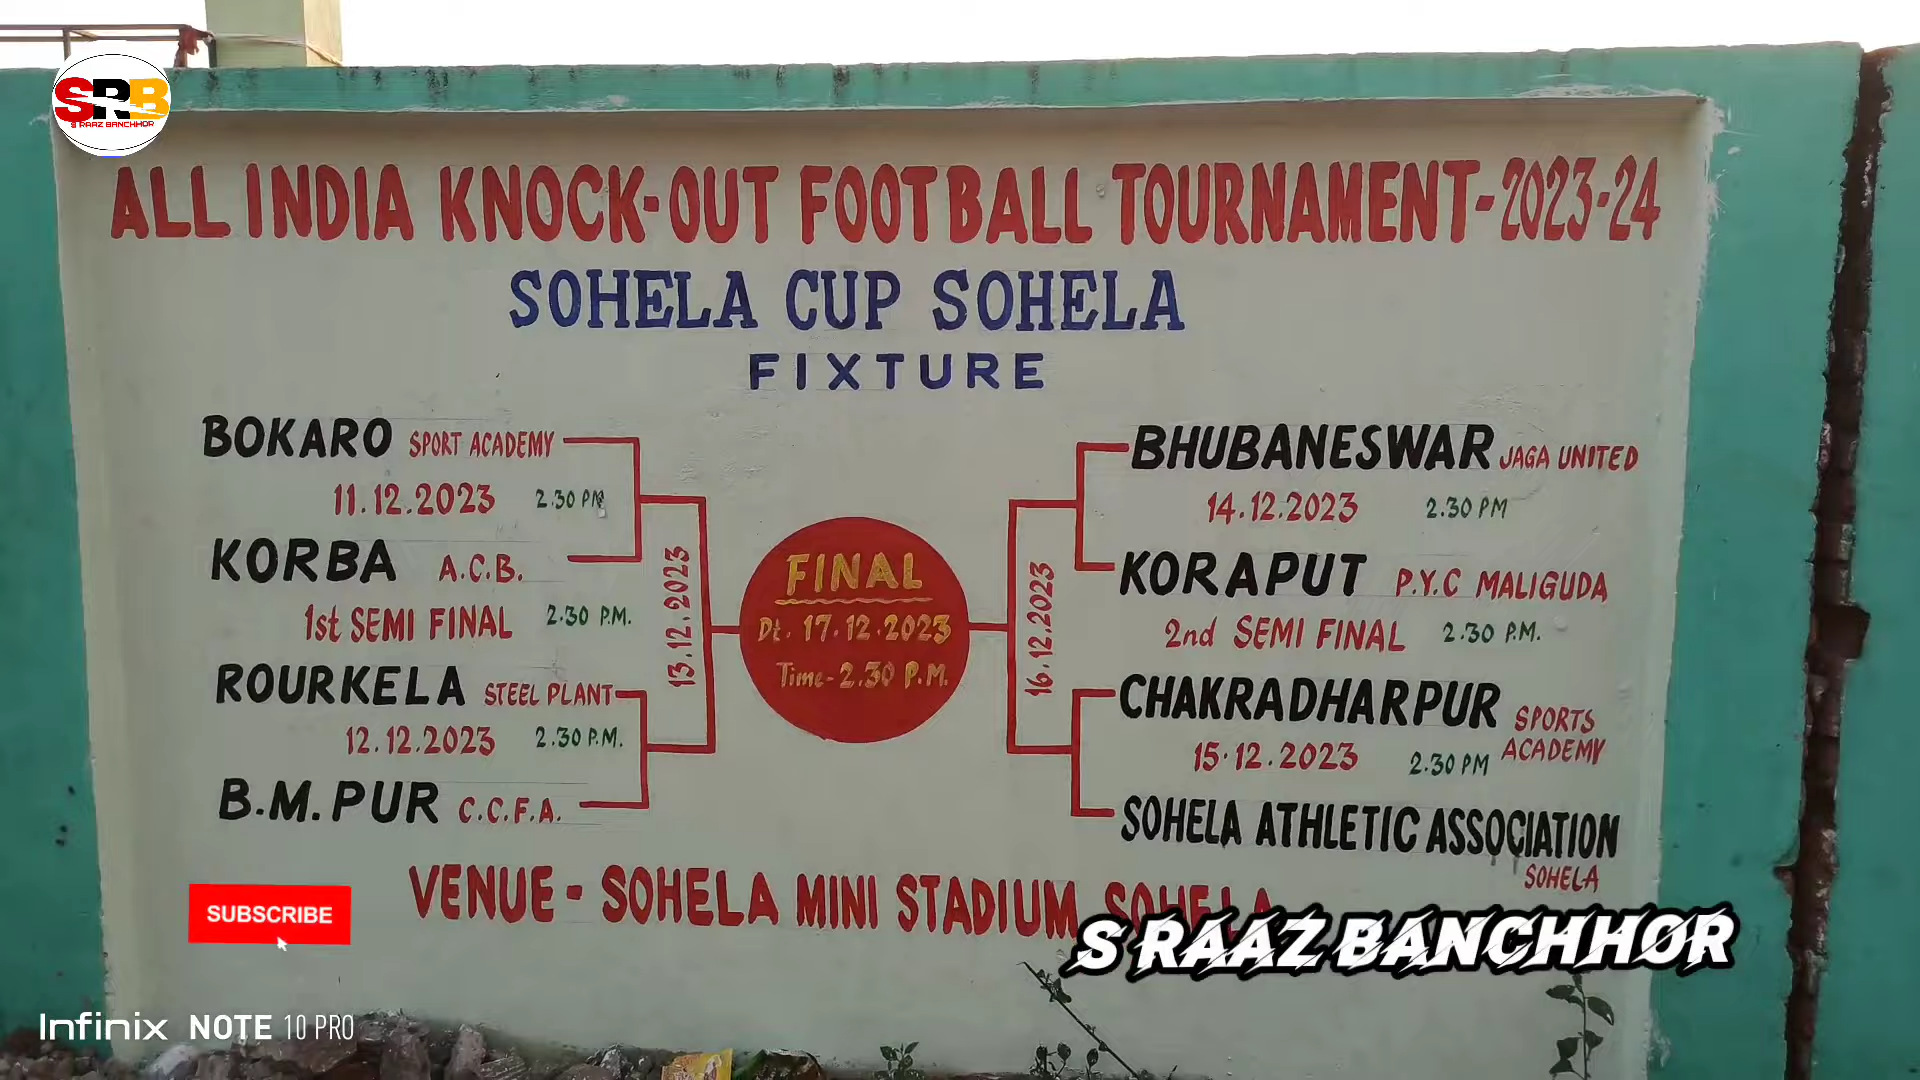 SRB
S RAAZ BANCHHOR
ALL INDIA KNOCK-OUT FOOTBALL TOURNAMENT-2023-24
SOHELA CUP SOHELA
FIXTURE
BOKARO SPORT ACADEMY
11.12.2023 2.30 PM
KORBA A.C.B.
1st SEMI FINAL 2.30 P.M.
13.12.2023
ROURKELA STEEL PLANT
12.12.2023 2.30 P.M.
B.M.PUR C.C.F.A.
FINAL
Dt. 17.12.2023
Time-2.30 P.M.
BHUBANESWAR JAGA UNITED
14.12.2023 2.30 PM
KORAPUT P.Y.C MALIGUDA
2nd SEMI FINAL 2.30 P.M.
16.12.2023
CHAKRADHARPUR SPORTS ACADEMY
15.12.2023 2.30 PM
SOHELA ATHLETIC ASSOCIATION
SOHELA
VENUE - SOHELA MINI STADIUM SOHELA
SUBSCRIBE
S RAAZ BANCHHOR
Infinix NOTE 10 PRO